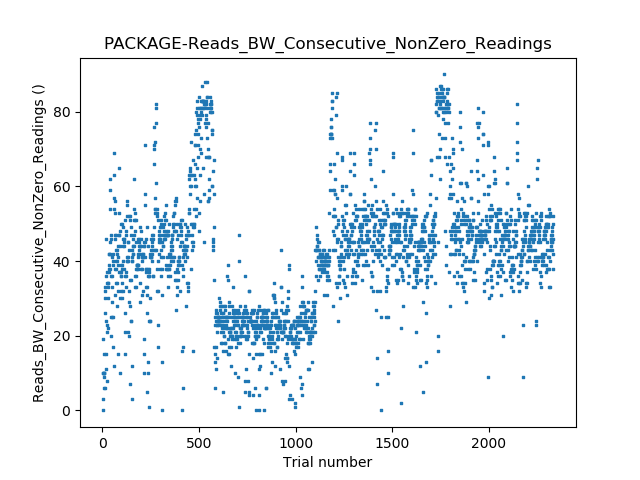 PACKAGE-Reads_BW_Consecutive_NonZero_Readings
Reads_BW_Consecutive_NonZero_Readings ()
80
60
40
20
0
0 500 1000 1500 2000
Trial number